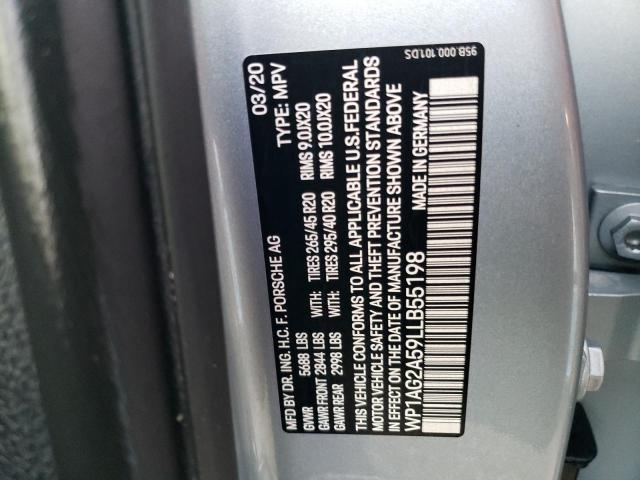 95B.000.101.DS
MFD BY DR. ING. H.C. F. PORSCHE AG 03/20
GVWR 5688 LBS TYPE: MPV
GAWR FRONT 2844 LBS WITH: TIRES 265/45 R20 RIMS 9.0JX20
GAWR REAR 2998 LBS WITH: TIRES 295/40 R20 RIMS 10.0JX20
THIS VEHICLE CONFORMS TO ALL APPLICABLE U.S.FEDERAL
MOTOR VEHICLE SAFETY AND THEFT PREVENTION STANDARDS
IN EFFECT ON THE DATE OF MANUFACTURE SHOWN ABOVE
WP1AG2A59LLB55198 MADE IN GERMANY